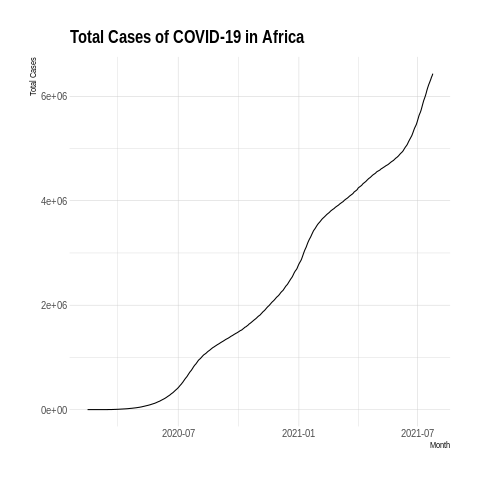 Total Cases of COVID-19 in Africa
Total Cases
6e+06
4e+06
2e+06
0e+00
2020-07
2021-01
2021-07
Month